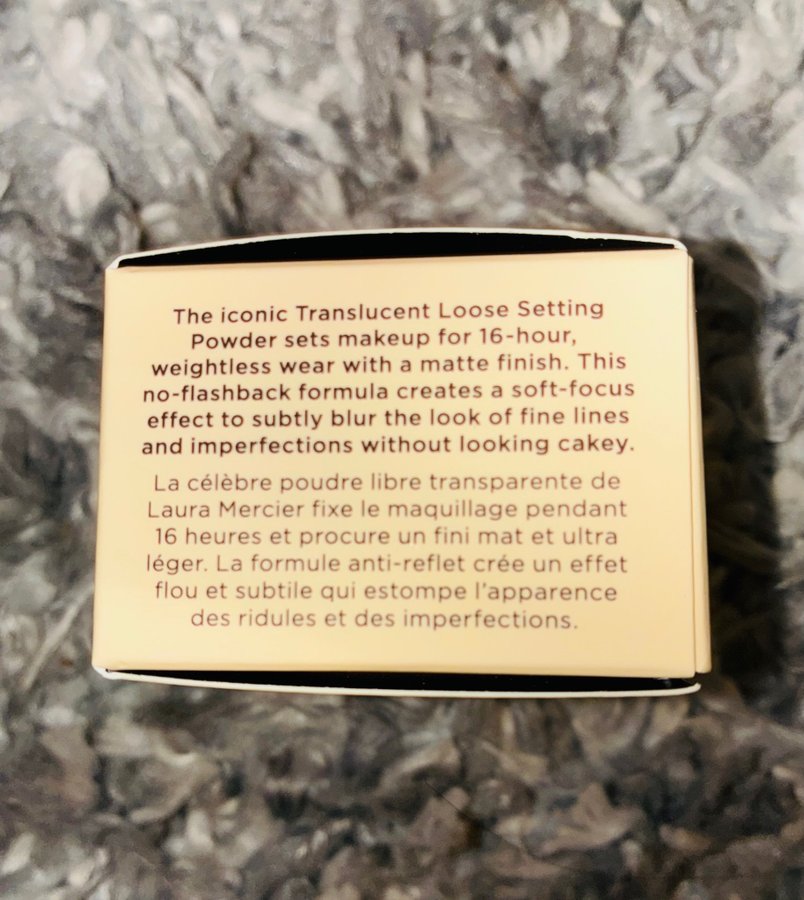 The iconic Translucent Loose Setting
Powder sets makeup for 16-hour,
weightless wear with a matte finish. This
no-flashback formula creates a soft-focus
effect to subtly blur the look of fine lines
and imperfections without looking cakey.
La célèbre poudre libre transparente de
Laura Mercier fixe le maquillage pendant
16 heures et procure un fini mat et ultra
léger. La formule anti-reflet crée un effet
flou et subtile qui estompe l'apparence
des ridules et des imperfections.